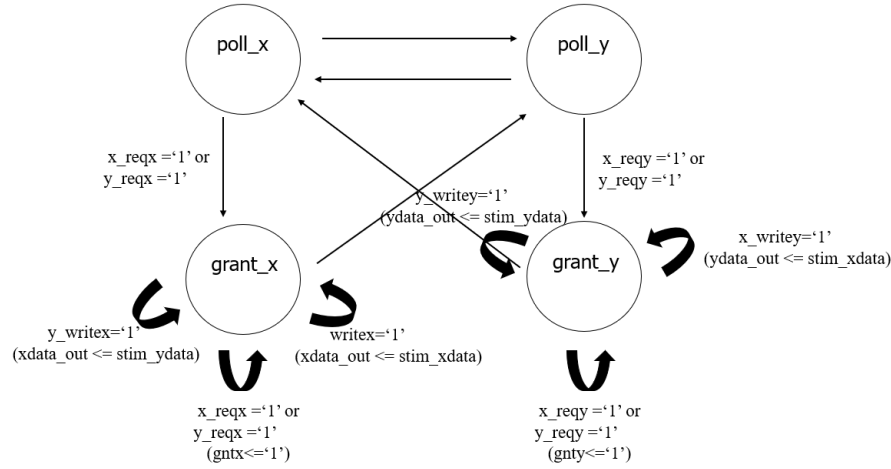 poll_x
poll_y
x_reqx =‘1’ or
y_reqx =‘1’
x_reqy =‘1’ or
y_reqy =‘1’
y_writey=‘1’
(ydata_out <= stim_ydata)
x_writey=‘1’
(ydata_out <= stim_xdata)
grant_x
grant_y
y_writex=‘1’
(xdata_out <= stim_ydata)
writex=‘1’
(xdata_out <= stim_xdata)
x_reqx =‘1’ or
y_reqx =‘1’
(gntx<=‘1’)
x_reqy =‘1’ or
y_reqy =‘1’
(gnty<=‘1’)